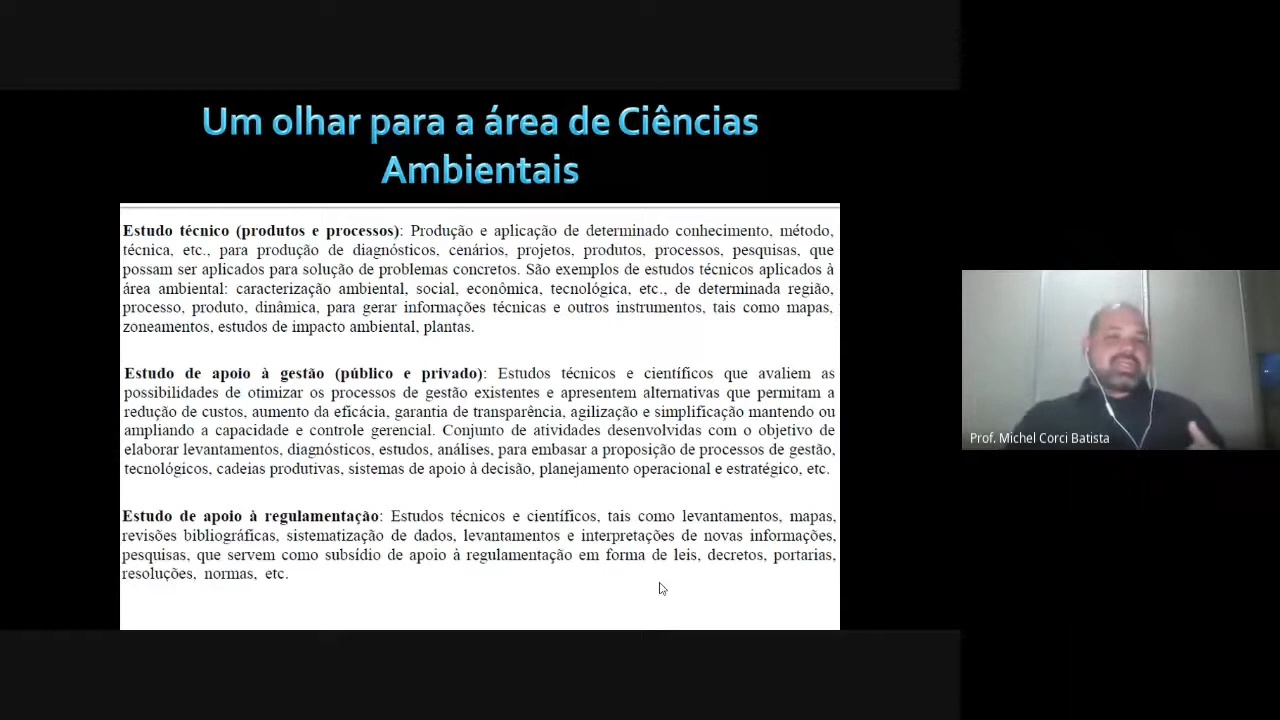 Um olhar para a área de Ciências
Ambientais
Estudo técnico (produtos e processos): Produção e aplicação de determinado conhecimento, método,
técnica, etc., para produção de diagnósticos, cenários, projetos, produtos, processos, pesquisas, que
possam ser aplicados para solução de problemas concretos. São exemplos de estudos técnicos aplicados à
área ambiental: caracterização ambiental, social, econômica, tecnológica, etc., de determinada região,
processo, produto, dinâmica, para gerar informações técnicas e outros instrumentos, tais como mapas,
zoneamentos, estudos de impacto ambiental, plantas.
Estudo de apoio à gestão (público e privado): Estudos técnicos e científicos que avaliem as
possibilidades de otimizar os processos de gestão existentes e apresentem alternativas que permitam a
redução de custos, aumento da eficácia, garantia de transparência, agilização e simplificação mantendo ou
ampliando a capacidade e controle gerencial. Conjunto de atividades desenvolvidas com o objetivo de
elaborar levantamentos, diagnósticos, estudos, análises, para embasar a proposição de processos de gestão,
tecnológicos, cadeias produtivas, sistemas de apoio à decisão, planejamento operacional e estratégico, etc.
Estudo de apoio à regulamentação: Estudos técnicos e científicos, tais como levantamentos, mapas,
revisões bibliográficas, sistematização de dados, levantamentos e interpretações de novas informações,
pesquisas, que servem como subsídio de apoio à regulamentação em forma de leis, decretos, portarias,
resoluções, normas, etc.
Prof. Michel Corci Batista